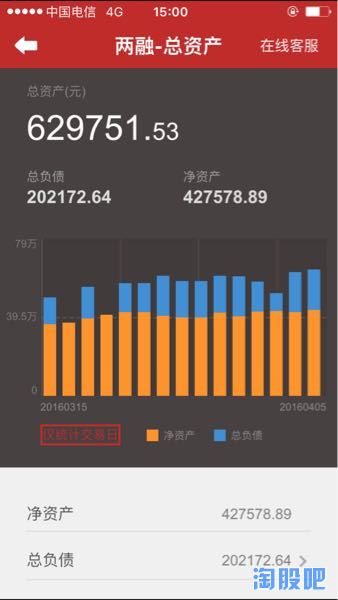 中国电信 4G 15:00
两融-总资产 在线客服
总资产(元)
629751.53
总负债 净资产
202172.64 427578.89
79万
39.5万
0
20160315 20160405
仅统计交易日 净资产 总负债
净资产 427578.89
总负债 202172.64
淘股吧